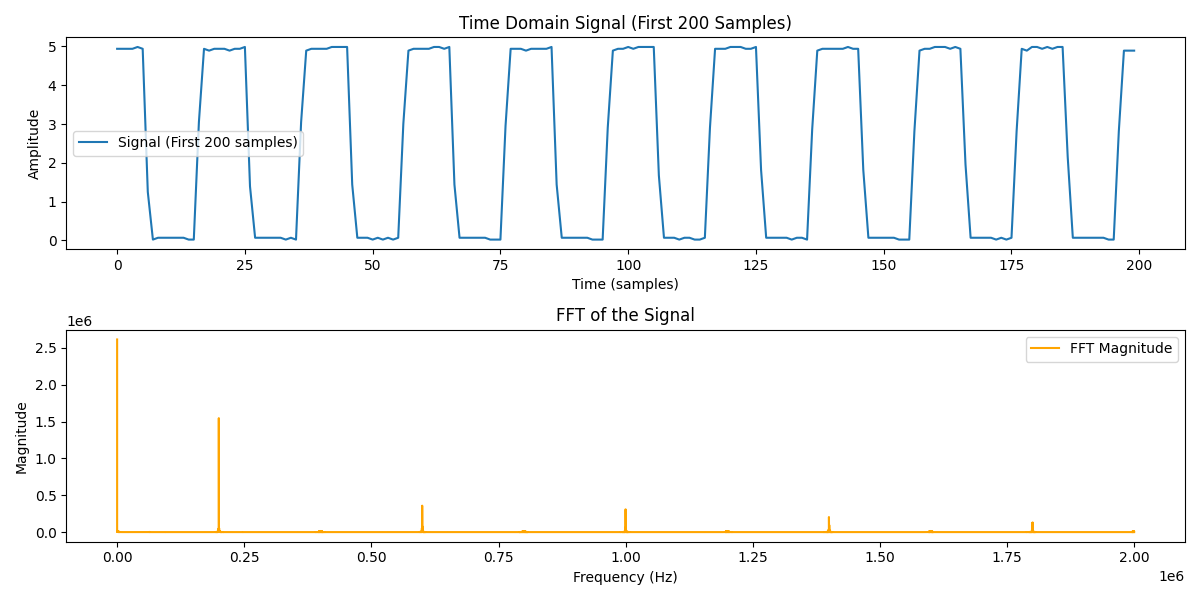 Time Domain Signal (First 200 Samples)
5
4
3
2
1
0
Amplitude
Signal (First 200 samples)
0 25 50 75 100 125 150 175 200
Time (samples)
FFT of the Signal
1e6
2.5
2.0
1.5
1.0
0.5
0.0
Magnitude
FFT Magnitude
0.00 0.25 0.50 0.75 1.00 1.25 1.50 1.75 2.00
Frequency (Hz)
1e6